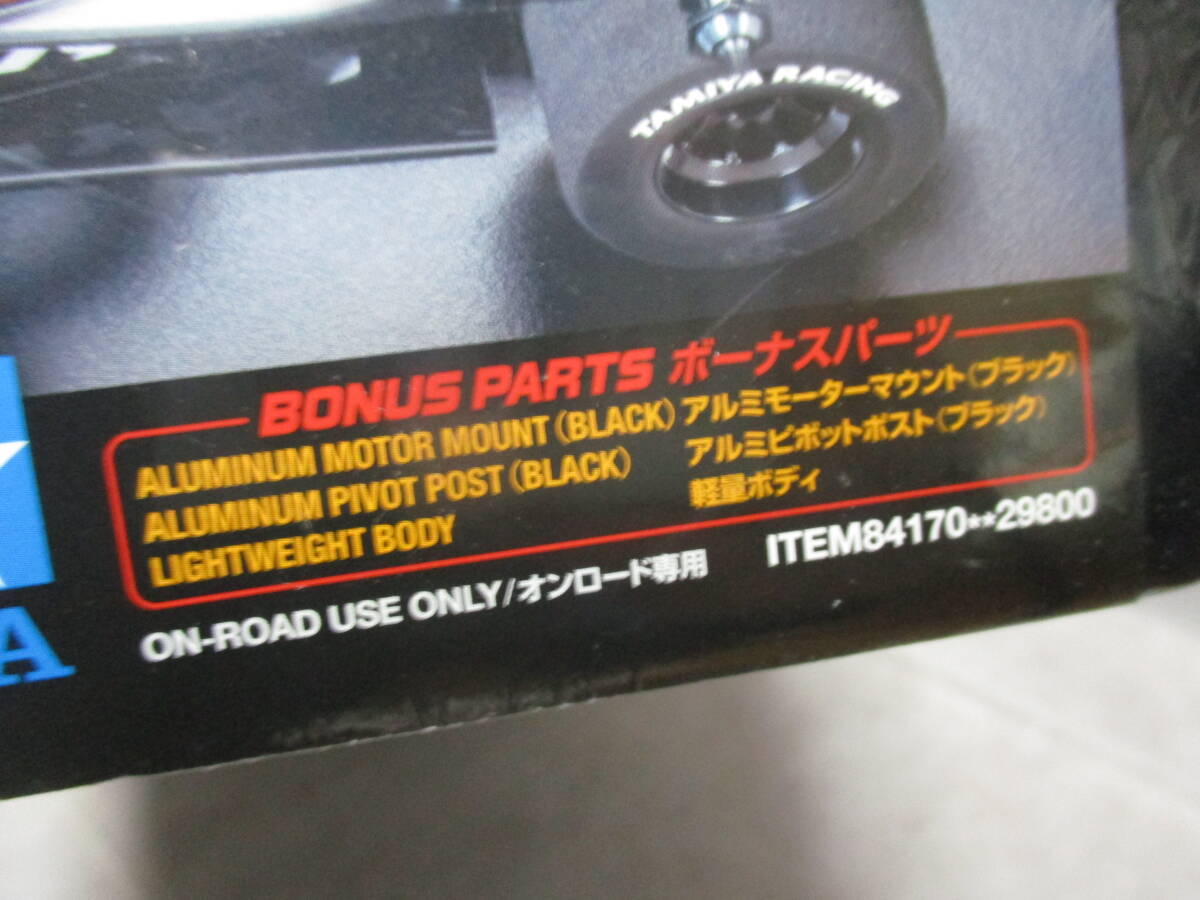 TAMIYA RACING
BONUS PARTS ボーナスパーツ
ALUMINUM MOTOR MOUNT (BLACK) アルミモーターマウント(ブラック)
ALUMINUM PIVOT POST (BLACK) アルミピボットポスト(ブラック)
LIGHTWEIGHT BODY 軽量ボディ
ON-ROAD USE ONLY/オンロード専用 ITEM84170**29800
A